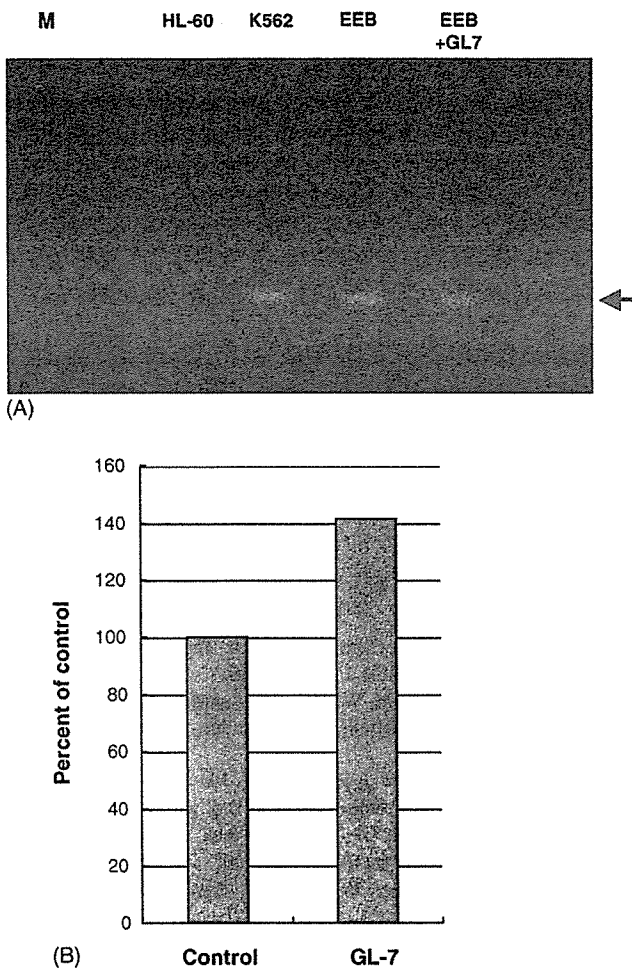 M HL-60 K562 EEB EEB
+GL7
(A)
160
140
120
100
80
60
40
20
0
Percent of control
(B) Control GL-7